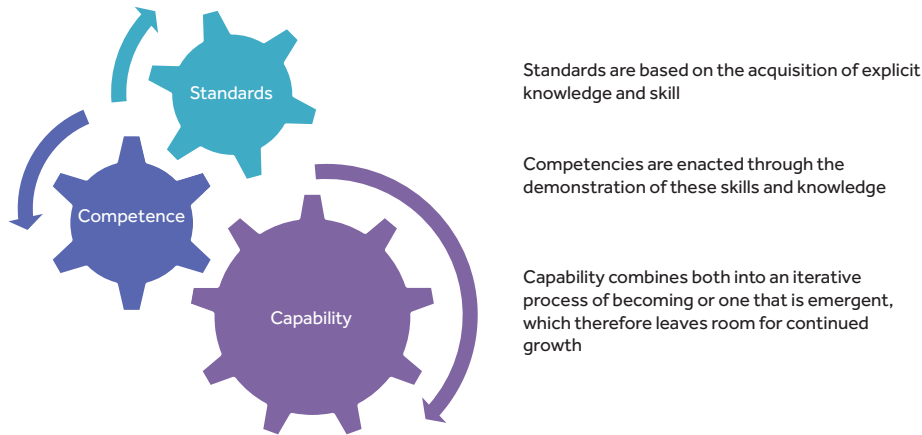 Standards
Standards are based on the acquisition of explicit
knowledge and skill
Competence
Competencies are enacted through the
demonstration of these skills and knowledge
Capability
Capability combines both into an iterative
process of becoming or one that is emergent,
which therefore leaves room for continued
growth